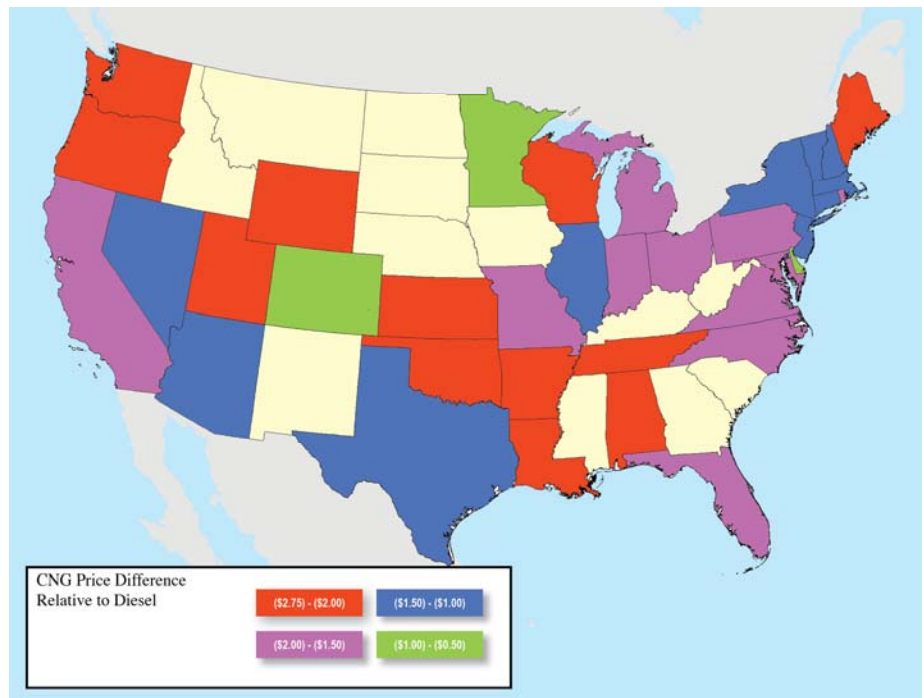 CNG Price Difference
Relative to Diesel
($2.75) - ($2.00)
($1.50) - ($1.00)
($2.00) - ($1.50)
($1.00) - ($0.50)